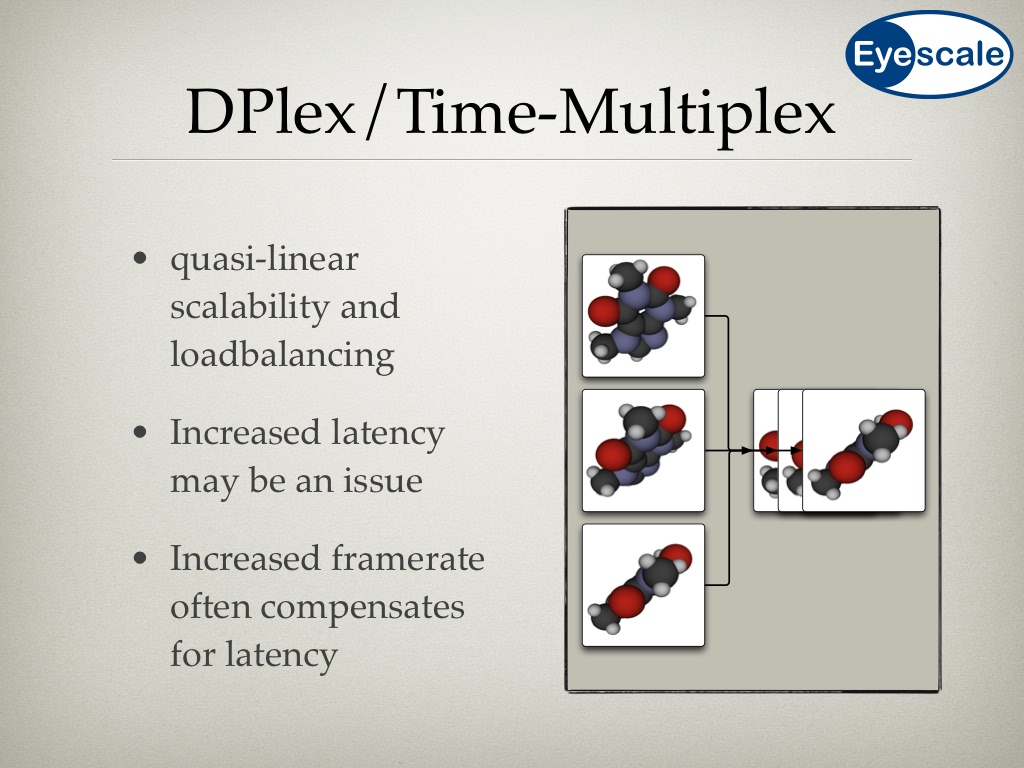 Eyescale
DPlex/Time-Multiplex
• quasi-linear
scalability and
loadbalancing
• Increased latency
may be an issue
• Increased framerate
often compensates
for latency